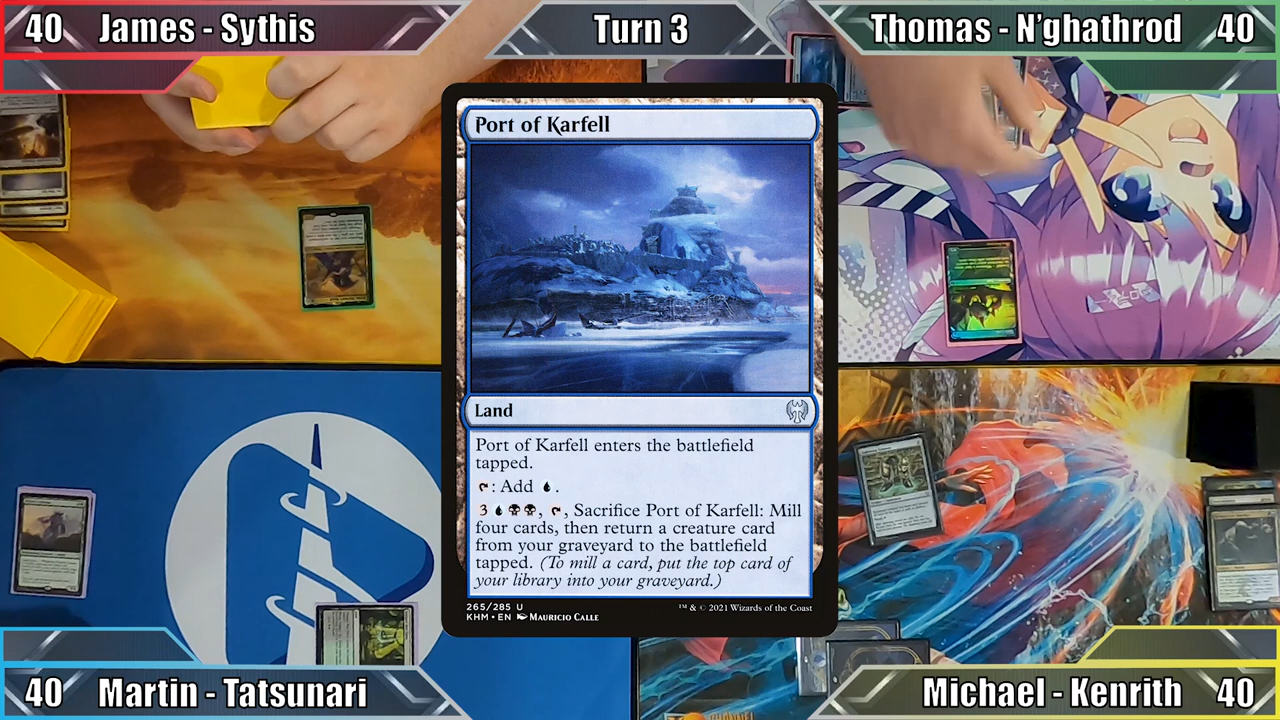 40 James - Sythis
Turn 3
Thomas - N'ghathrod 40
Port of Karfell
Land
Port of Karfell enters the battlefield
tapped.
: Add .
3 , , Sacrifice Port of Karfell: Mill
four cards, then return a creature card
from your graveyard to the battlefield
tapped. (To mill a card, put the top card of
your library into your graveyard.)
265/285 U
KHM • EN Mauricio Calle
™ & © 2021 Wizards of the Coast
40 Martin - Tatsunari
Michael - Kenrith 40